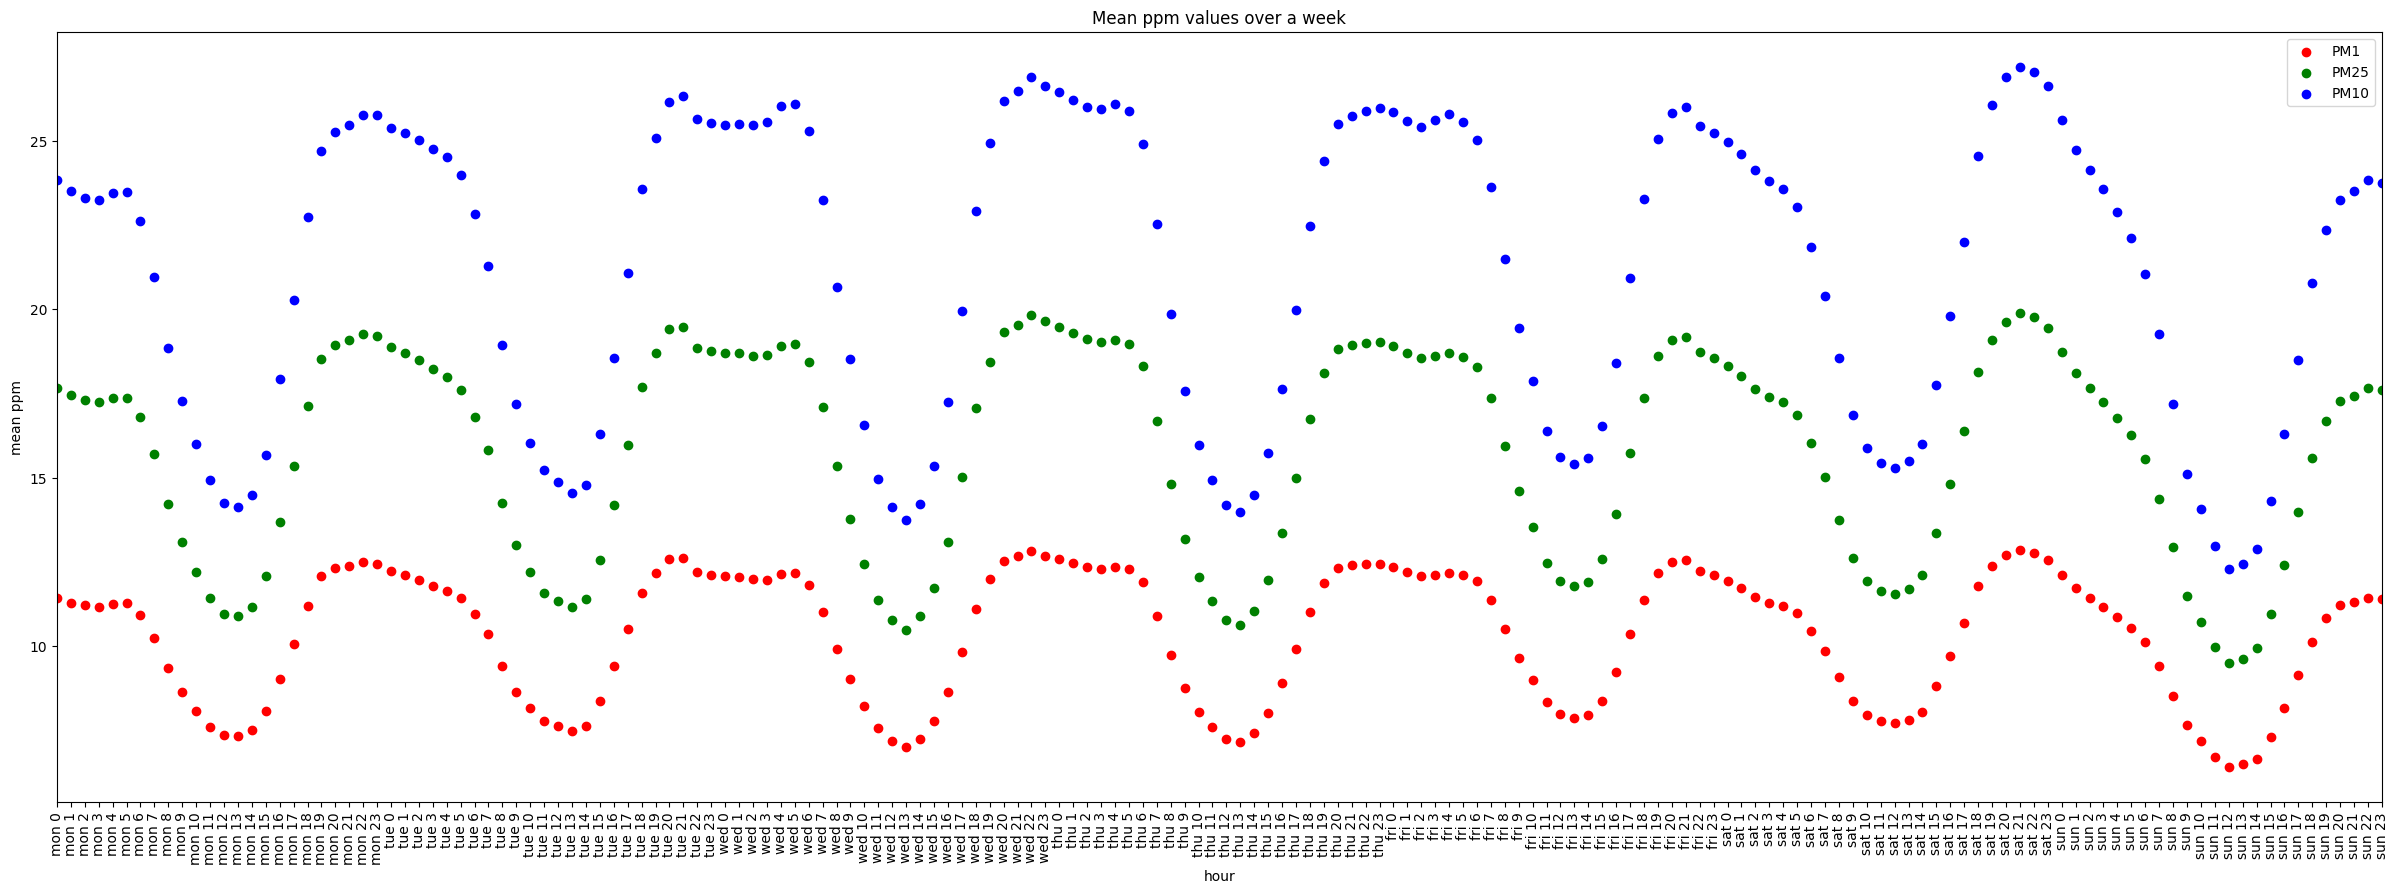 Mean ppm values over a week
PM1
PM25
PM10
mean ppm
25
20
15
10
mon 0
mon 1
mon 2
mon 3
mon 4
mon 5
mon 6
mon 7
mon 8
mon 9
mon 10
mon 11
mon 12
mon 13
mon 14
mon 15
mon 16
mon 17
mon 18
mon 19
mon 20
mon 21
mon 22
mon 23
tue 0
tue 1
tue 2
tue 3
tue 4
tue 5
tue 6
tue 7
tue 8
tue 9
tue 10
tue 11
tue 12
tue 13
tue 14
tue 15
tue 16
tue 17
tue 18
tue 19
tue 20
tue 21
tue 22
tue 23
wed 0
wed 1
wed 2
wed 3
wed 4
wed 5
wed 6
wed 7
wed 8
wed 9
wed 10
wed 11
wed 12
wed 13
wed 14
wed 15
wed 16
wed 17
wed 18
wed 19
wed 20
wed 21
wed 22
wed 23
thu 0
thu 1
thu 2
thu 3
thu 4
thu 5
thu 6
thu 7
thu 8
thu 9
thu 10
thu 11
thu 12
thu 13
thu 14
thu 15
thu 16
thu 17
thu 18
thu 19
thu 20
thu 21
thu 22
thu 23
fri 0
fri 1
fri 2
fri 3
fri 4
fri 5
fri 6
fri 7
fri 8
fri 9
fri 10
fri 11
fri 12
fri 13
fri 14
fri 15
fri 16
fri 17
fri 18
fri 19
fri 20
fri 21
fri 22
fri 23
sat 0
sat 1
sat 2
sat 3
sat 4
sat 5
sat 6
sat 7
sat 8
sat 9
sat 10
sat 11
sat 12
sat 13
sat 14
sat 15
sat 16
sat 17
sat 18
sat 19
sat 20
sat 21
sat 22
sat 23
sun 0
sun 1
sun 2
sun 3
sun 4
sun 5
sun 6
sun 7
sun 8
sun 9
sun 10
sun 11
sun 12
sun 13
sun 14
sun 15
sun 16
sun 17
sun 18
sun 19
sun 20
sun 21
sun 22
sun 23
hour